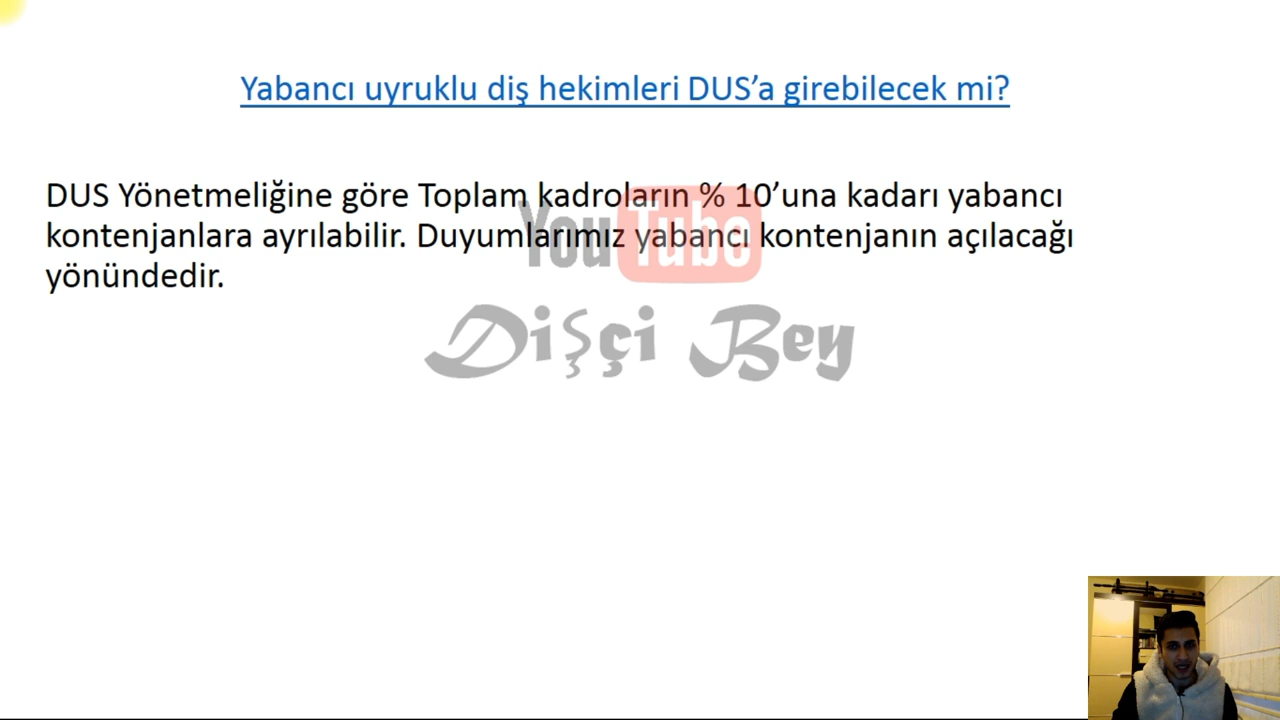 Yabancı uyruklu diş hekimleri DUS’a girebilecek mi?
DUS Yönetmeliğine göre Toplam kadroların % 10’una kadarı yabancı
kontenjanlara ayrılabilir. Duyumlarımız yabancı kontenjanın açılacağı
yönündedir.
YouTube
Dişçi Bey